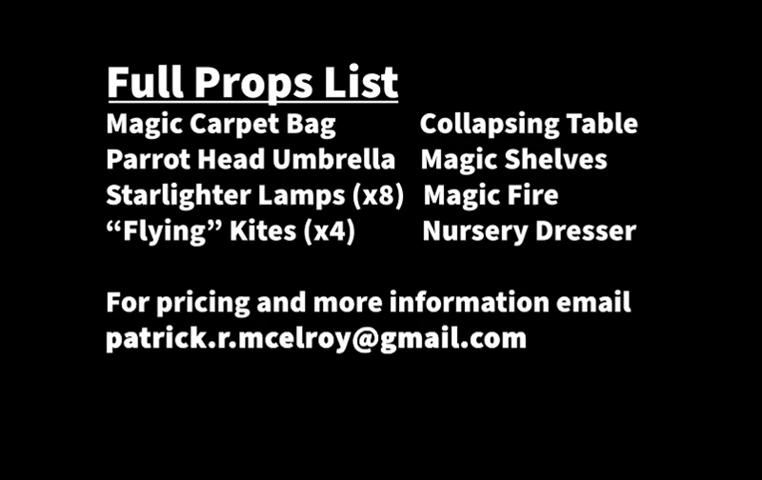 Full Props List
Magic Carpet Bag Collapsing Table
Parrot Head Umbrella Magic Shelves
Starlighter Lamps (x8) Magic Fire
“Flying” Kites (x4) Nursery Dresser
For pricing and more information email
patrick.r.mcelroy@gmail.com